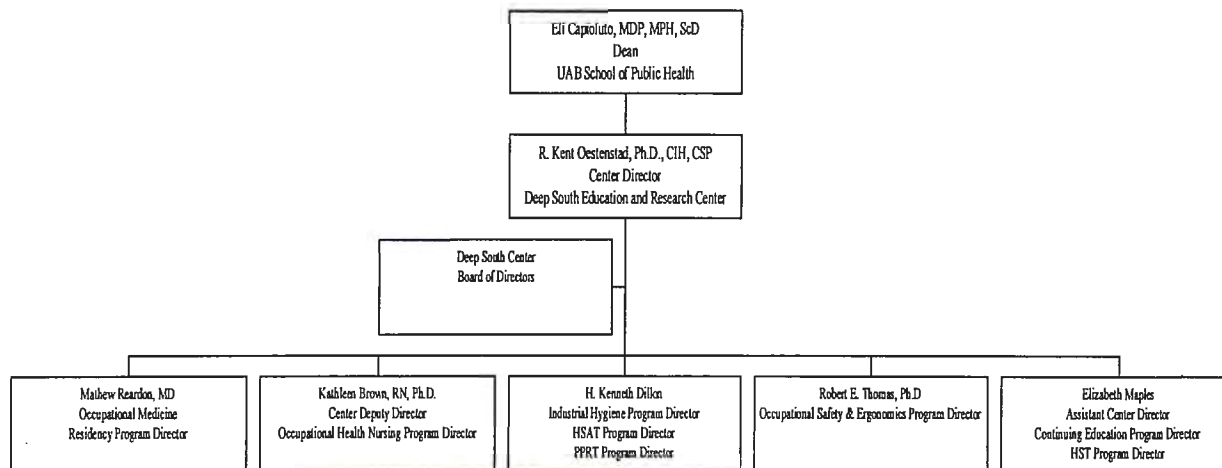 Eli Capioluto, MDP, MPH, ScD
Dean
UAB School of Public Health
R. Kent Oestenstad, Ph.D., CIH, CSP
Center Director
Deep South Education and Research Center
Deep South Center
Board of Directors
Mathew Reardon, MD
Occupational Medicine
Residency Program Director
Kathleen Brown, RN, Ph.D.
Center Deputy Director
Occupational Health Nursing Program Director
H. Kenneth Dillon
Industrial Hygiene Program Director
HSAT Program Director
PPRT Program Director
Robert E. Thomas, Ph.D
Occupational Safety & Ergonomics Program Director
Elizabeth Maples
Assistant Center Director
Continuing Education Program Director
HST Program Director